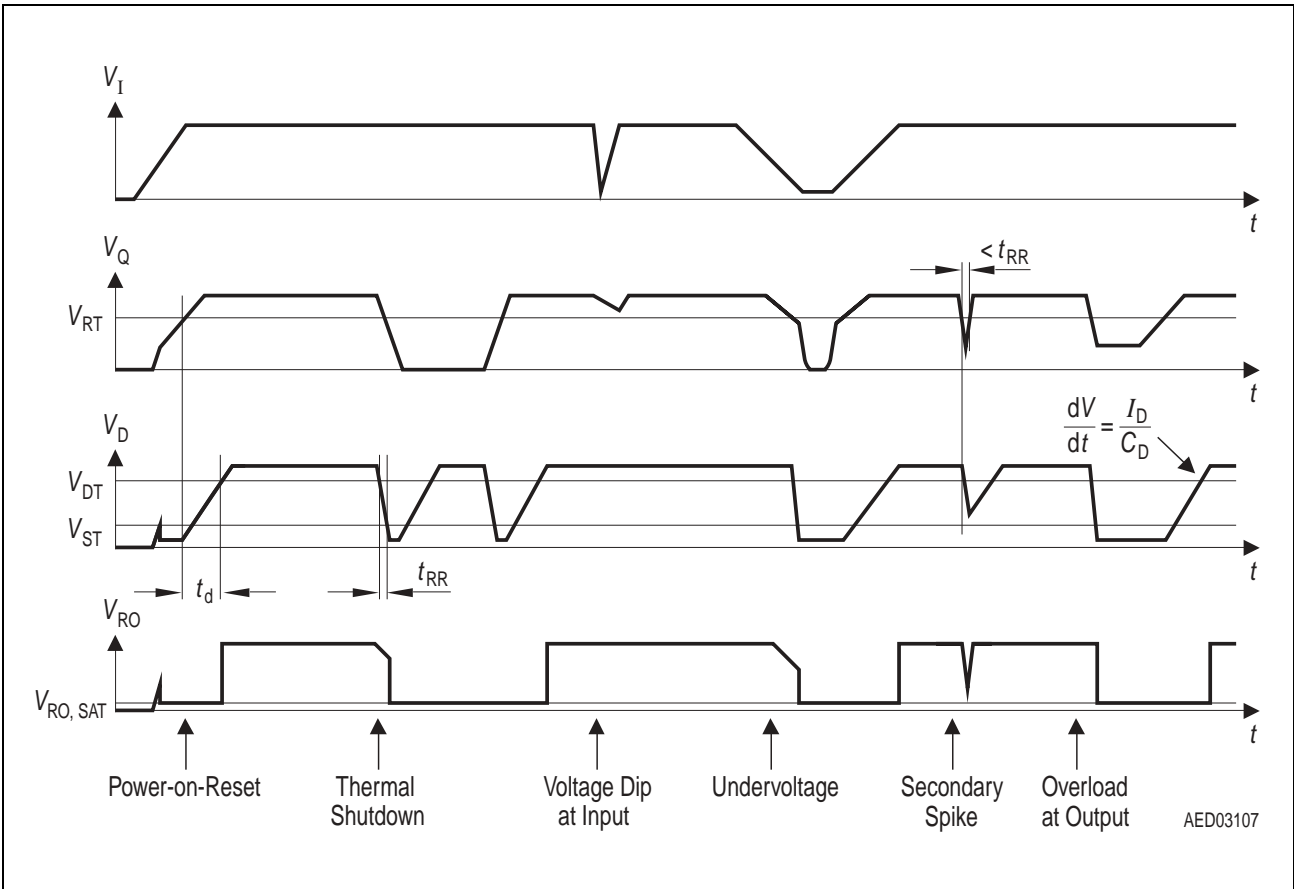 V_I
t
V_Q
V_RT
< t_RR
t
V_D
V_DT
V_ST
dV/dt = I_D/C_D
t
t_d
t_RR
V_RO
V_RO, SAT
t
Power-on-Reset
Thermal
Shutdown
Voltage Dip
at Input
Undervoltage
Secondary
Spike
Overload
at Output
AED03107